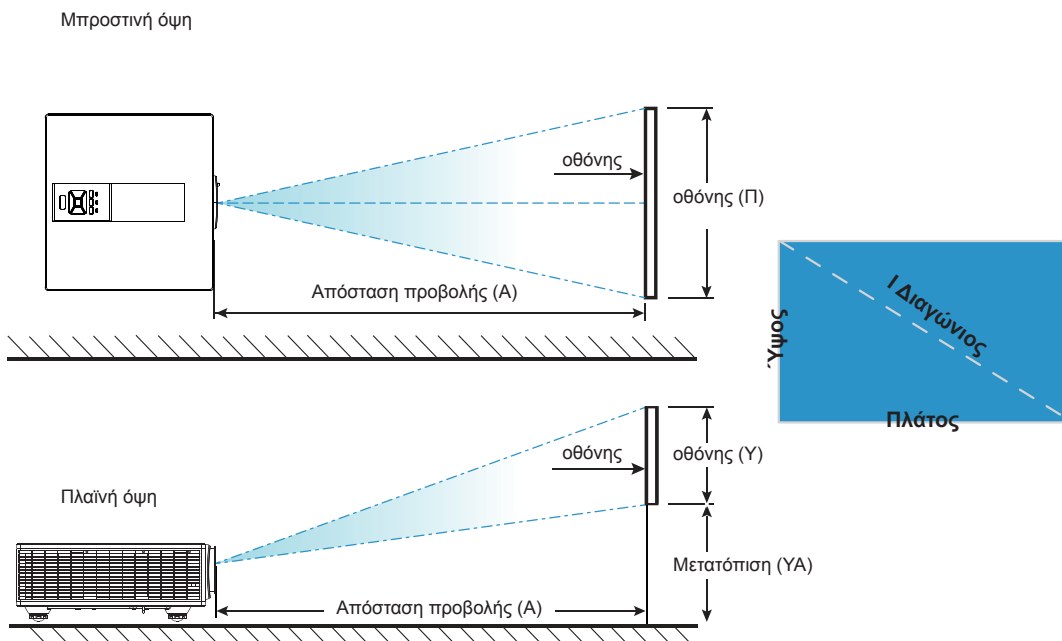 Μπροστινή όψη
οθόνης
οθόνης (Π)
Απόσταση προβολής (Α)
Ι Διαγώνιος
Ύψος
Πλάτος
οθόνης
οθόνης (Υ)
Πλαϊνή όψη
Μετατόπιση (ΥΑ)
Απόσταση προβολής (Α)